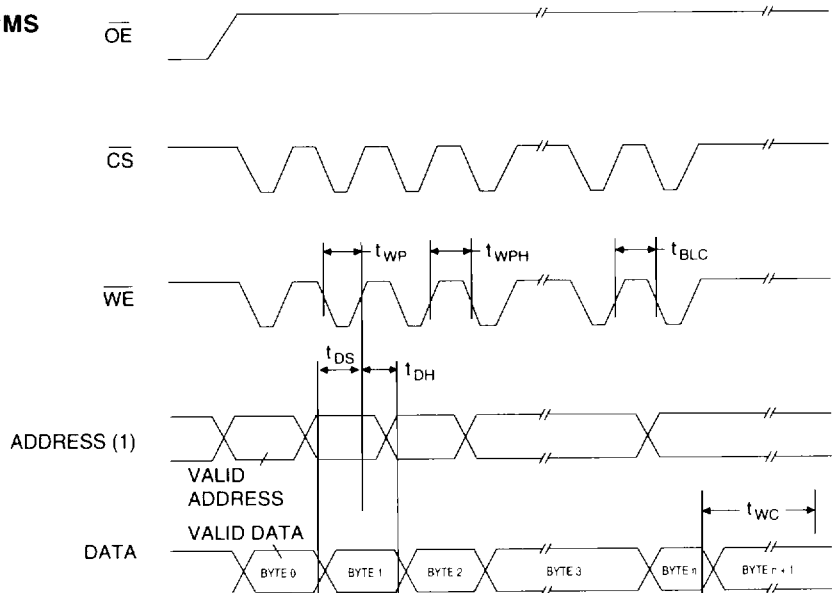 MS
OE
CS
tWP
tWPH
tBLC
WE
tDS
tDH
ADDRESS (1)
VALID
ADDRESS
tWC
VALID DATA
DATA
BYTE 0
BYTE 1
BYTE 2
BYTE 3
BYTE n
BYTE n + 1